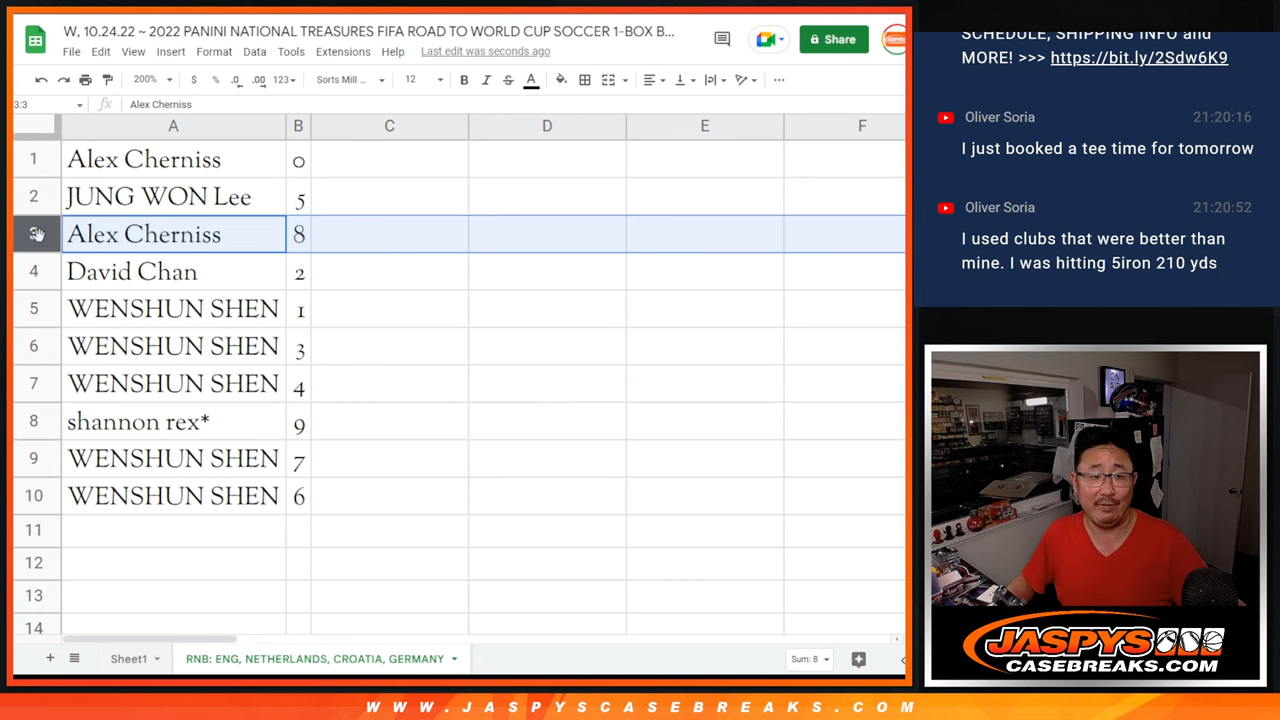 W, 10.24.22 ~ 2022 PANINI NATIONAL TREASURES FIFA ROAD TO WORLD CUP SOCCER 1-BOX B...
File Edit View Insert Format Data Tools Extensions Help Last edit was seconds ago
Share
200% $ % .0 .00 123 Sorts Mill ... 12 B I S A
3:3 fx Alex Cherniss
A B C D E F
1 Alex Cherniss 0
2 JUNG WON Lee 5
Alex Cherniss 8
4 David Chan 2
5 WENSHUN SHEN 1
6 WENSHUN SHEN 3
7 WENSHUN SHEN 4
8 shannon rex* 9
9 WENSHUN SHEN 7
10 WENSHUN SHEN 6
11
12
13
14
+ Sheet1 RNB: ENG, NETHERLANDS, CROATIA, GERMANY Sum: 8
SCHEDULE, SHIPPING INFO and
MORE! >>> https://bit.ly/2Sdw6K9
Oliver Soria 21:20:16
I just booked a tee time for tomorrow
Oliver Soria 21:20:52
I used clubs that were better than
mine. I was hitting 5iron 210 yds
ON
JASPYS
CASEBREAKS.COM
WWW.JASPYSCASEBREAKS.COM